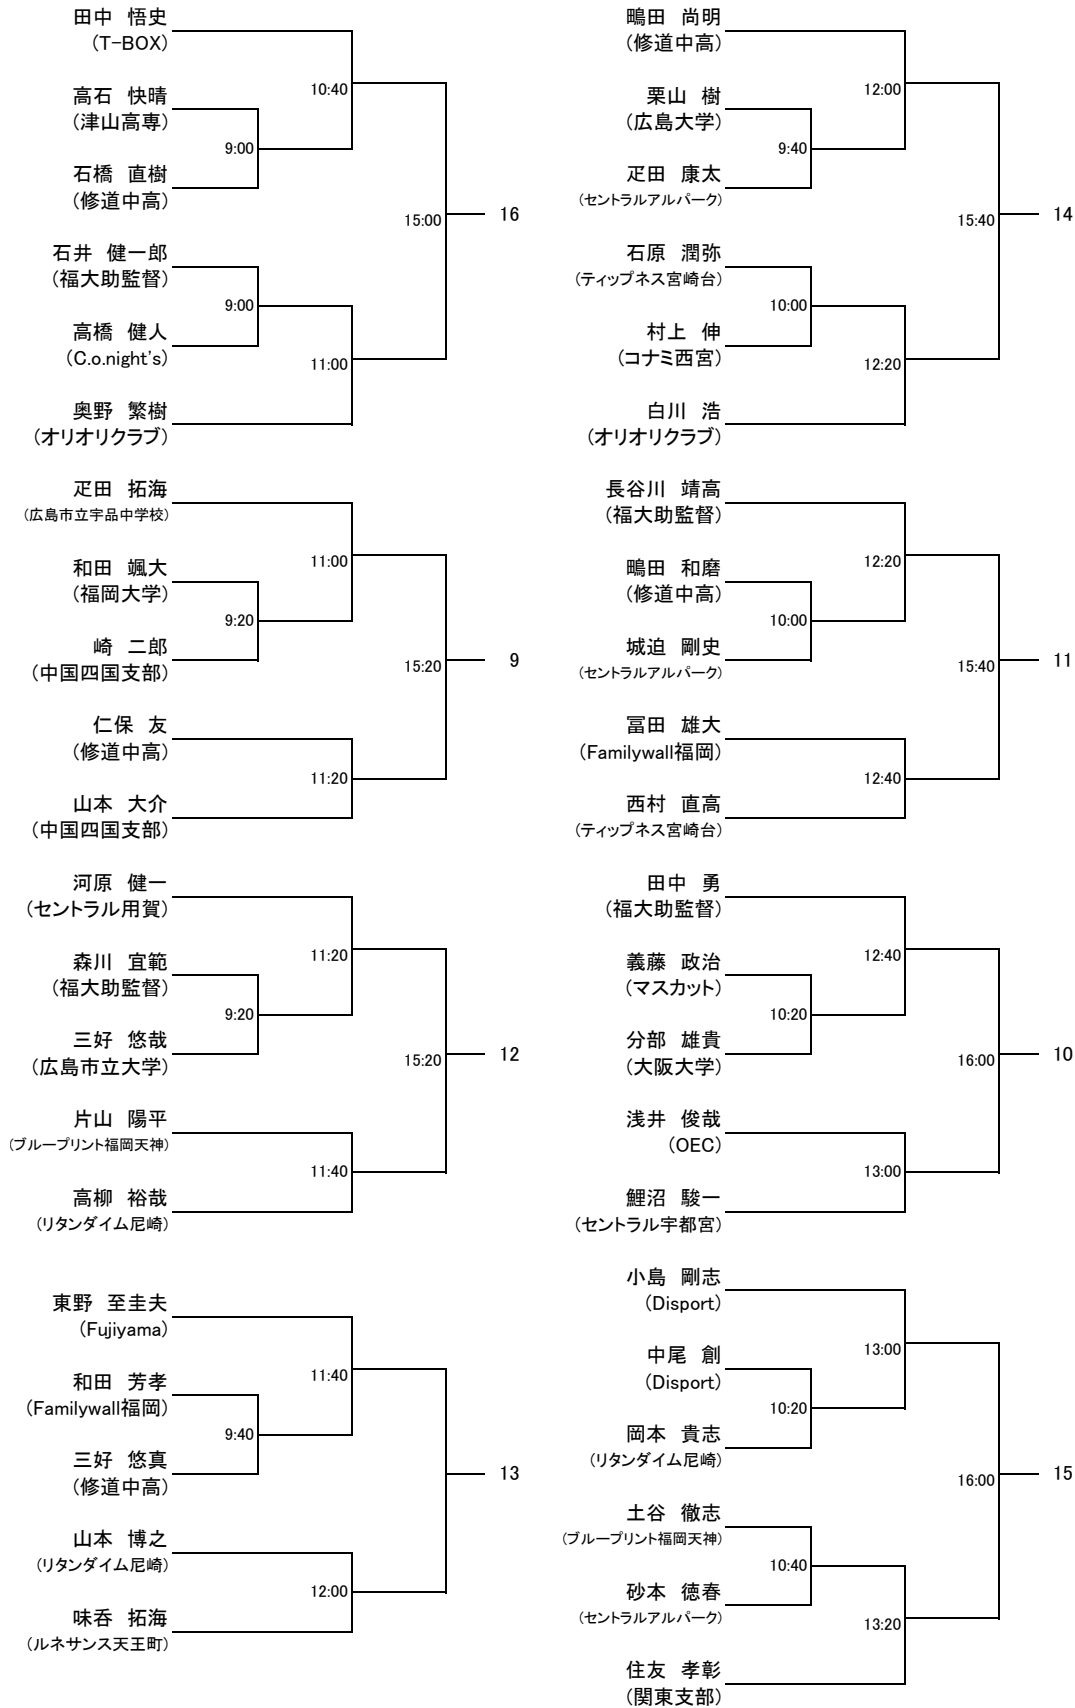 田中 悟史
(T-BOX)
10:40
高石 快晴
(津山高専)
9:00
石橋 直樹
(修道中高)
15:00
16
石井 健一郎
(福大助監督)
9:00
高橋 健人
(C.o.night's)
11:00
奥野 繁樹
(オリオリクラブ)
疋田 拓海
(広島市立宇品中学校)
11:00
和田 颯大
(福岡大学)
9:20
崎 二郎
(中国四国支部)
15:20
9
仁保 友
(修道中高)
11:20
山本 大介
(中国四国支部)
河原 健一
(セントラル用賀)
11:20
森川 宜範
(福大助監督)
9:20
三好 悠哉
(広島市立大学)
15:20
12
片山 陽平
(ブループリント福岡天神)
11:40
高柳 裕哉
(リタンダイム尼崎)
東野 至圭夫
(Fujiyama)
11:40
和田 芳孝
(Familywall福岡)
9:40
三好 悠真
(修道中高)
13
山本 博之
(リタンダイム尼崎)
12:00
味呑 拓海
(ルネサンス天王町)
鴫田 尚明
(修道中高)
12:00
栗山 樹
(広島大学)
9:40
疋田 康太
(セントラルアルパーク)
15:40
14
石原 潤弥
(ティップネス宮崎台)
10:00
村上 伸
(コナミ西宮)
12:20
白川 浩
(オリオリクラブ)
長谷川 靖高
(福大助監督)
12:20
鴫田 和磨
(修道中高)
10:00
城迫 剛史
(セントラルアルパーク)
15:40
11
冨田 雄大
(Familywall福岡)
12:40
西村 直高
(ティップネス宮崎台)
田中 勇
(福大助監督)
12:40
義藤 政治
(マスカット)
10:20
分部 雄貴
(大阪大学)
16:00
10
浅井 俊哉
(OEC)
13:00
鯉沼 駿一
(セントラル宇都宮)
小島 剛志
(Disport)
13:00
中尾 創
(Disport)
10:20
岡本 貴志
(リタンダイム尼崎)
16:00
15
土谷 徹志
(ブループリント福岡天神)
10:40
砂本 徳春
(セントラルアルパーク)
13:20
住友 孝彰
(関東支部)